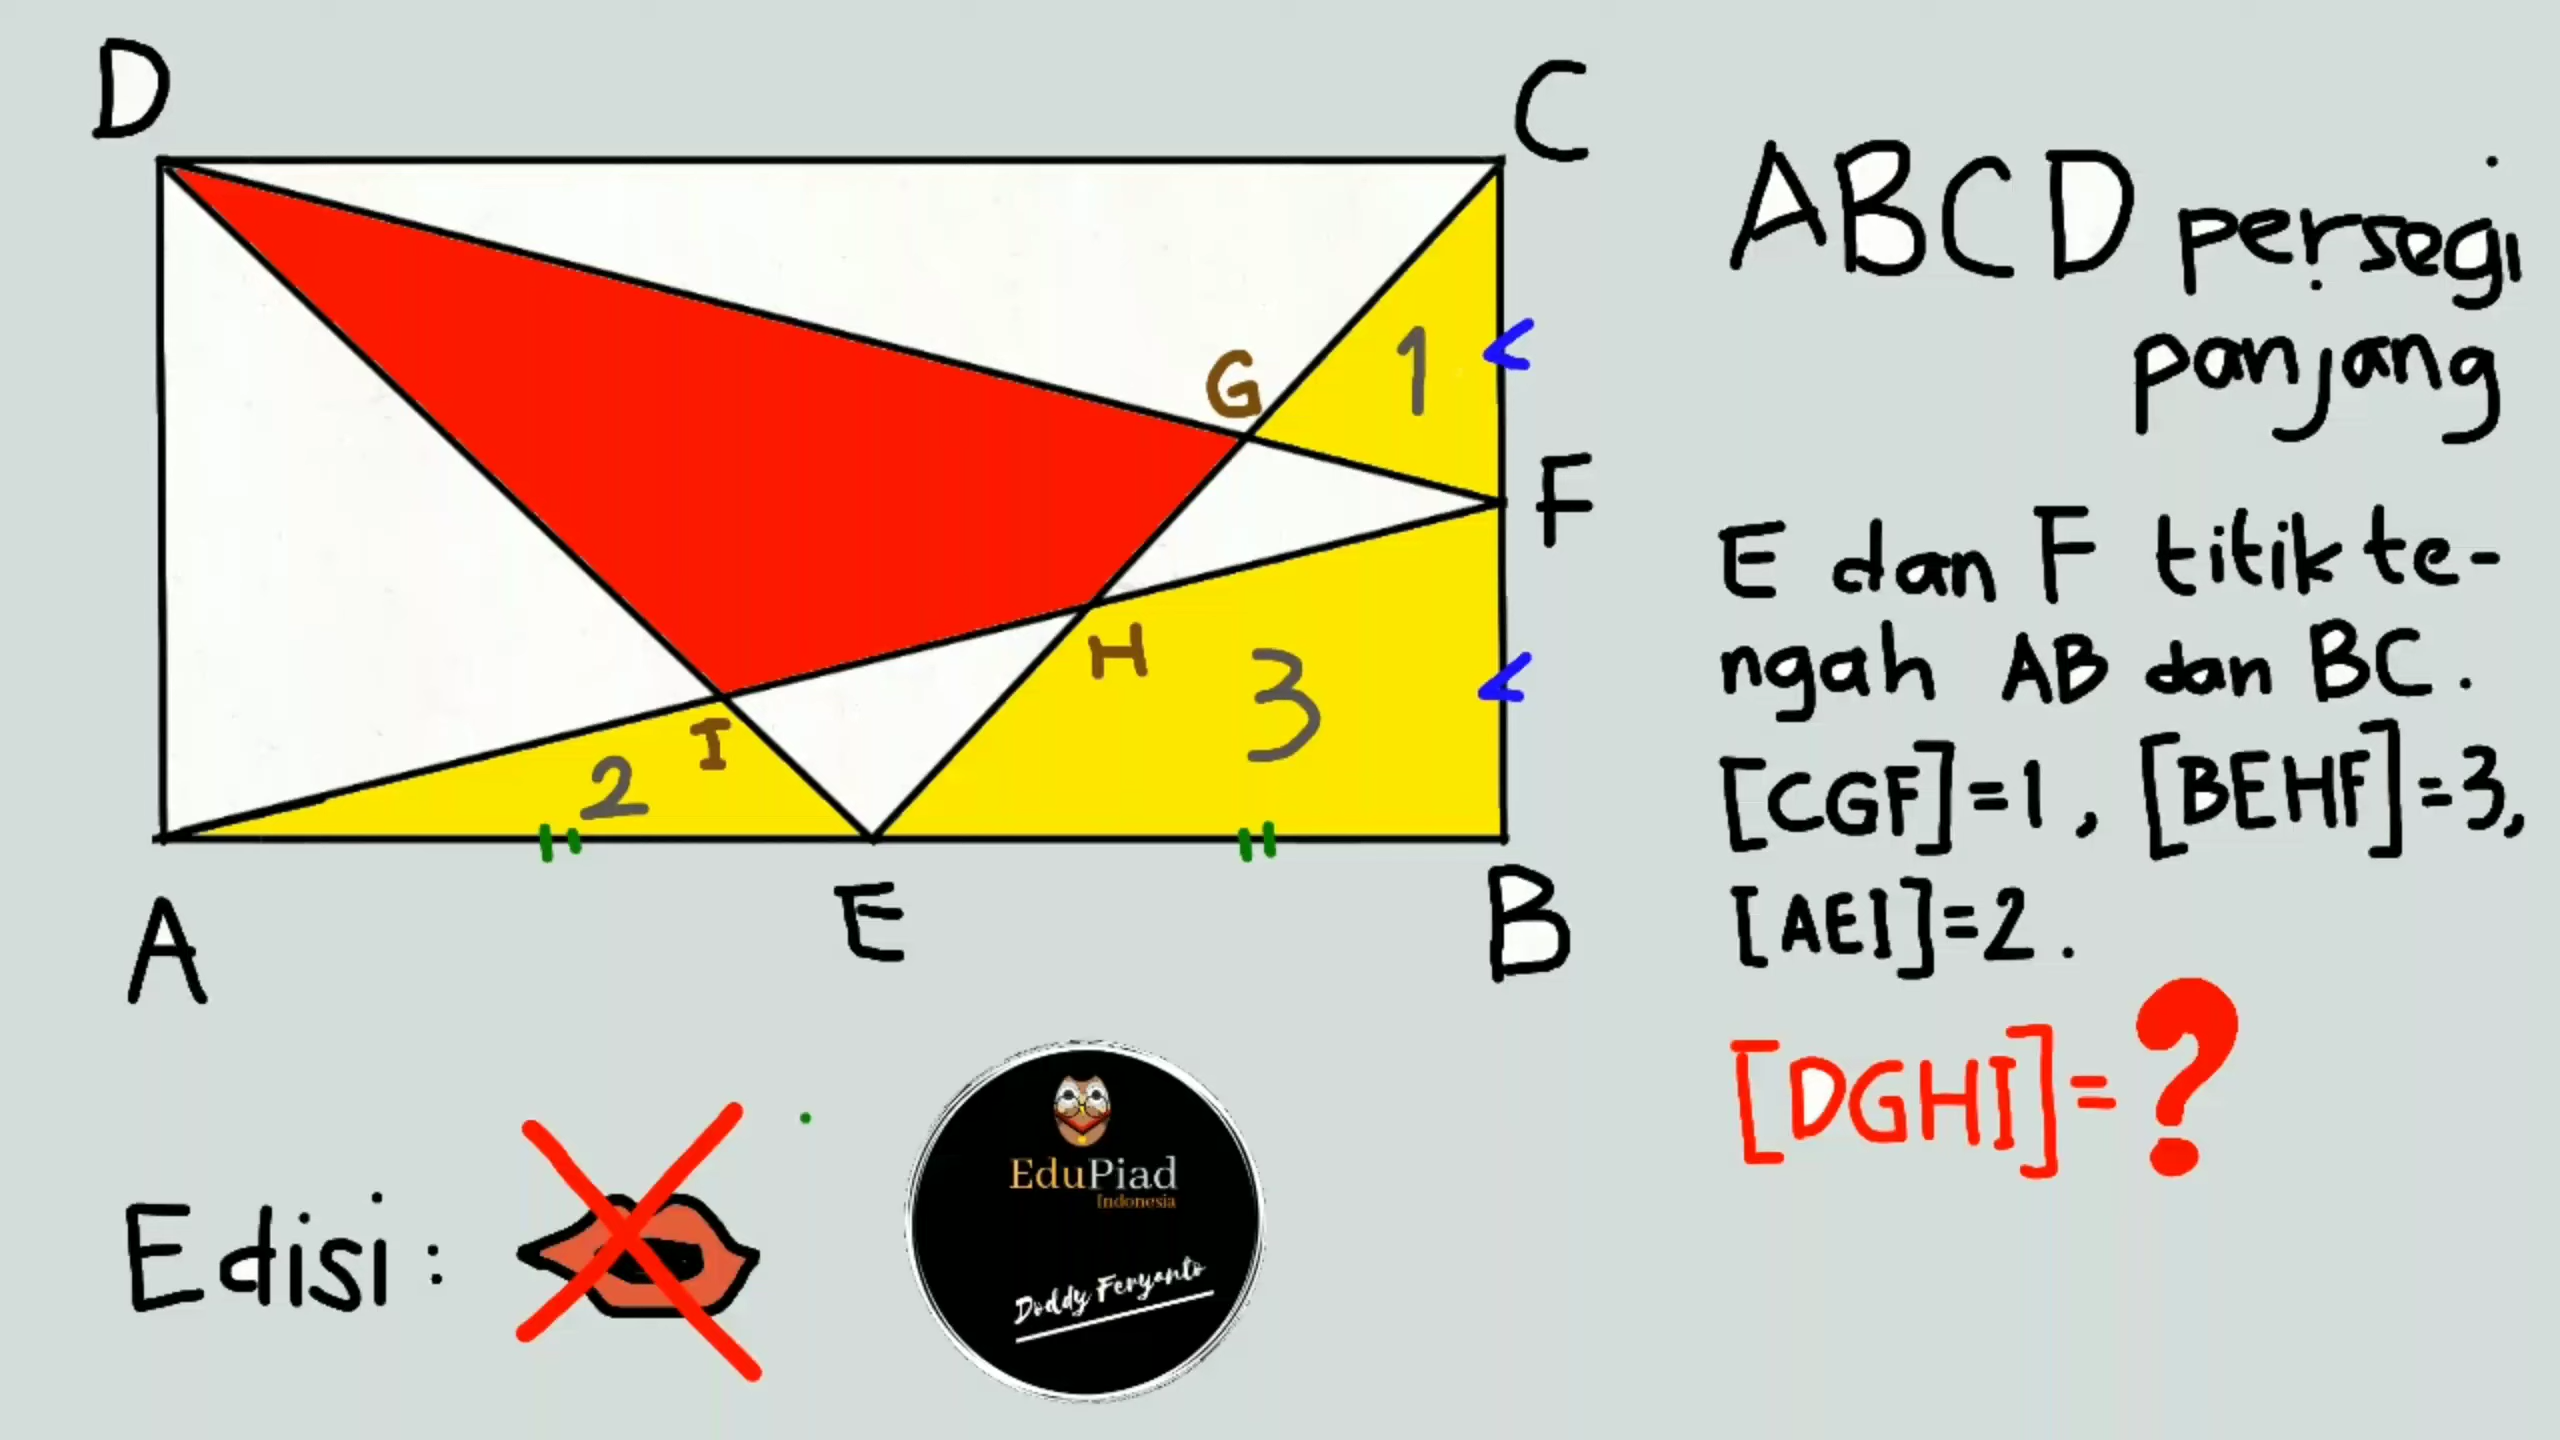 D
C
ABCD persegi
panjang
G
1
F
E dan F titik te-
ngah AB dan BC.
H
3
I
2
[CGF]=1, [BEHF]=3,
[AEI]=2.
A
E
B
[DGHI]=?
Edisi:
EduPiad
Indonesia
Doddy Feryanto